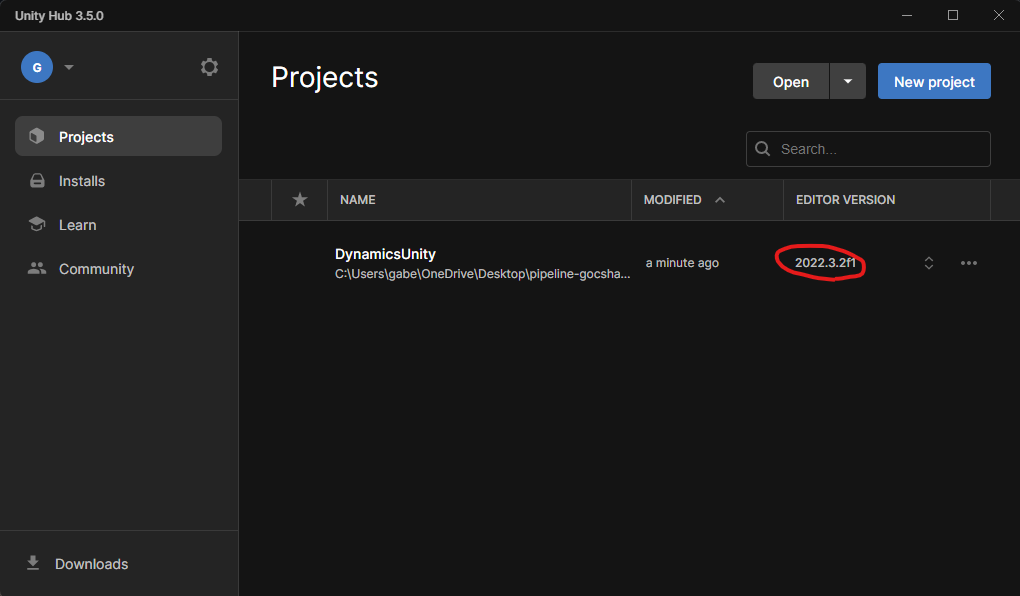 Unity Hub 3.5.0
G
Projects
Installs
Learn
Community
Downloads
Projects
Open
New project
Search...
NAME
MODIFIED
EDITOR VERSION
DynamicsUnity
C:\Users\gabe\OneDrive\Desktop\pipeline-gocsha...
a minute ago
2022.3.2f1